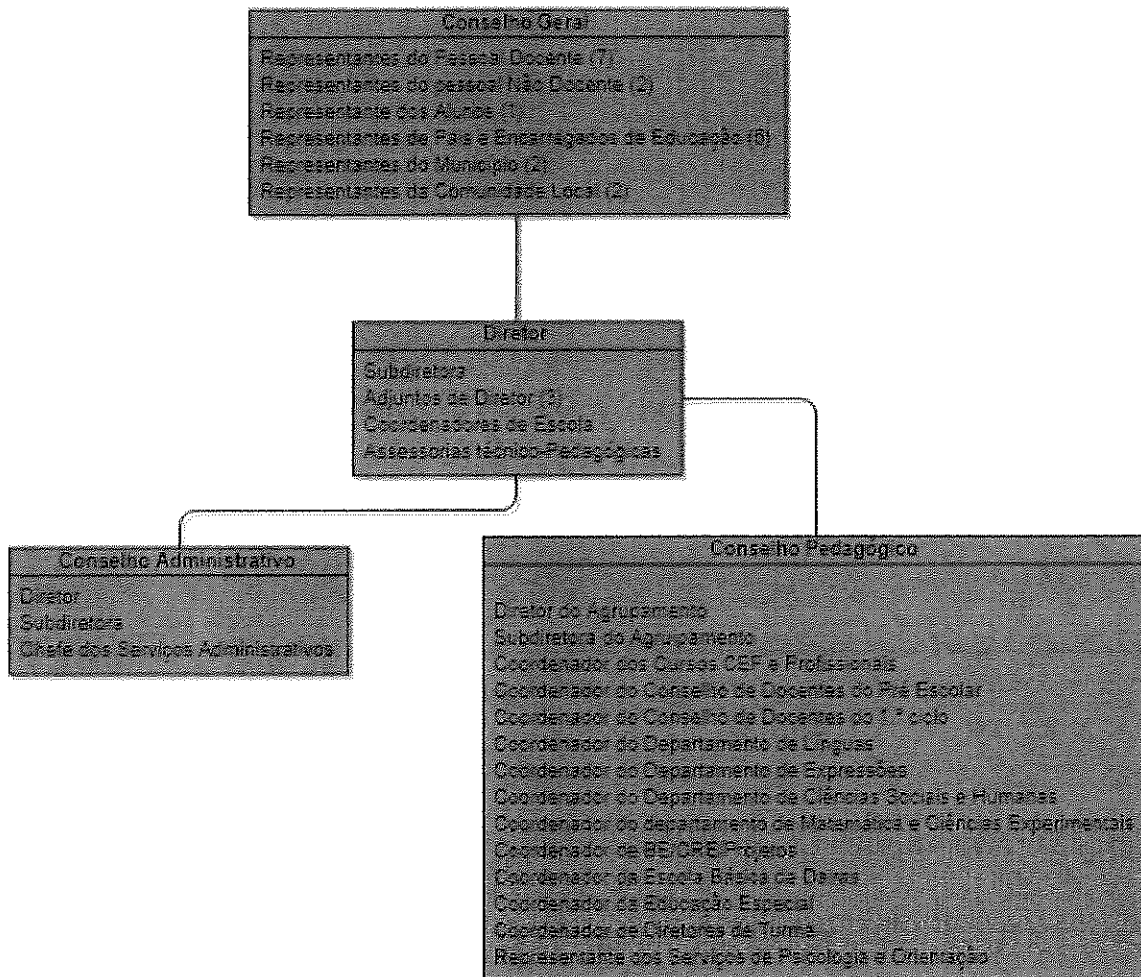 Conselho Geral
Representantes do Pessoal Docente (7)
Representantes do pessoal Não Docente (2)
Representante dos Alunos (1)
Representantes de Pais e Encarregados de Educação
Representantes do Município (2)
Representantes da Comunidade Local (2)
Diretor
Subdiretora
Adjuntos de Diretor (3)
Coordenadores de Escola
Assessorias técnico-Pedagógicas
Conselho Administrativo
Diretor
Subdiretora
Chefe dos Serviços Administrativos
Conselho Pedagógico
Diretor do Agrupamento
Subdiretora do Agrupamento
Coordenador dos Cursos CEF e Profissionais
Coordenador do Conselho de Docentes do Pré Escolar
Coordenador do Conselho de Docentes do 1.º ciclo
Coordenador do Departamento de Línguas
Coordenador do Departamento de Expressões
Coordenador do Departamento de Ciências Sociais e Humanas
Coordenador do departamento de Matemática e Ciências Experimentais
Coordenador de BE/CRE/Projetos
Coordenador da Escola Básica de
Coordenador da Educação Especial
Coordenador de Diretores de Turma
Representante dos Serviços de Psicologia e Orientação